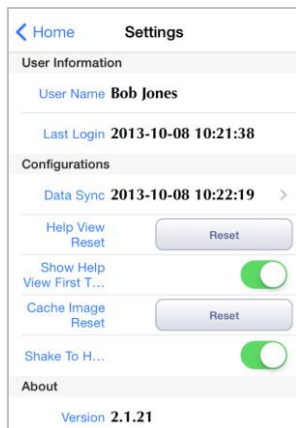 Home Settings
User Information
User Name Bob Jones
Last Login 2013-10-08 10:21:38
Configurations
Data Sync 2013-10-08 10:22:19
Help View
Reset Reset
Show Help
View First T...
Cache Image
Reset Reset
Shake To H...
About
Version 2.1.21